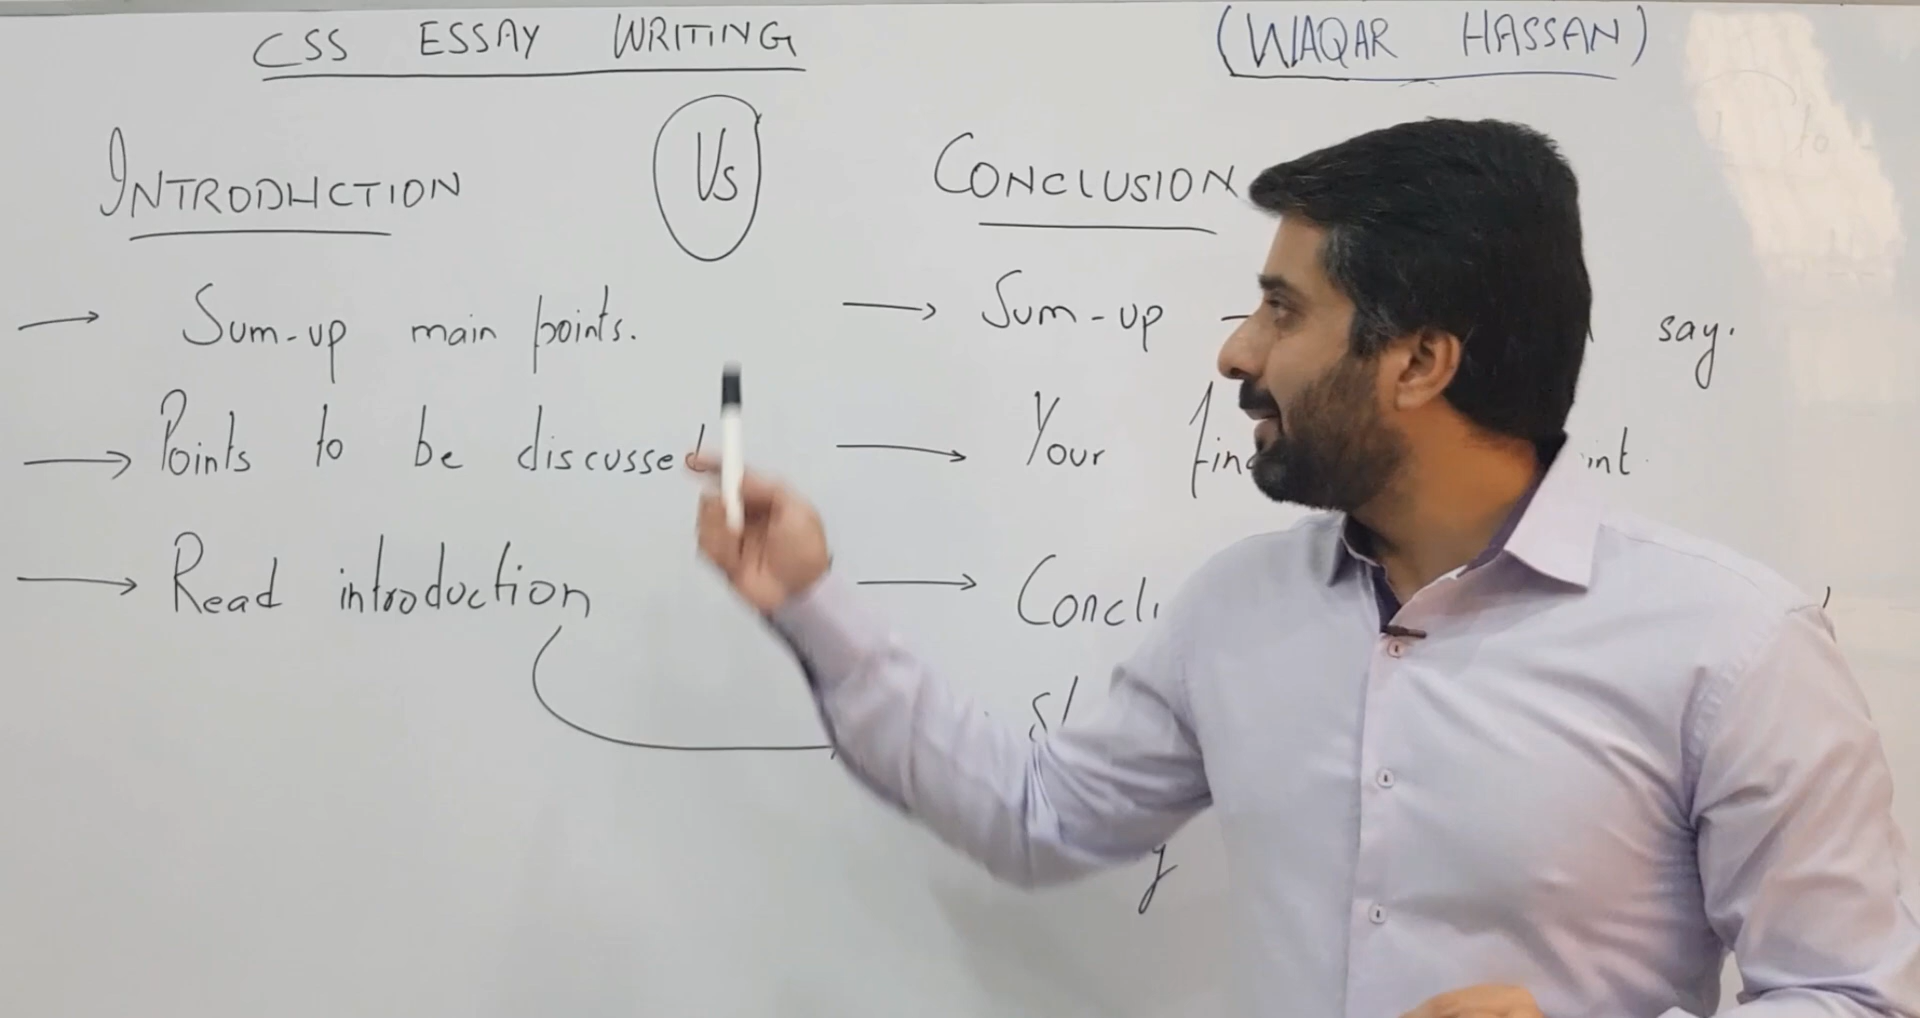 CSS ESSAY WRITING
(WAQAR HASSAN)
INTRODUCTION
Vs
CONCLUSION
→ Sum-up main points.
→ Points to be discussed
→ Read introduction
→ Sum-up say.
→ Your
→